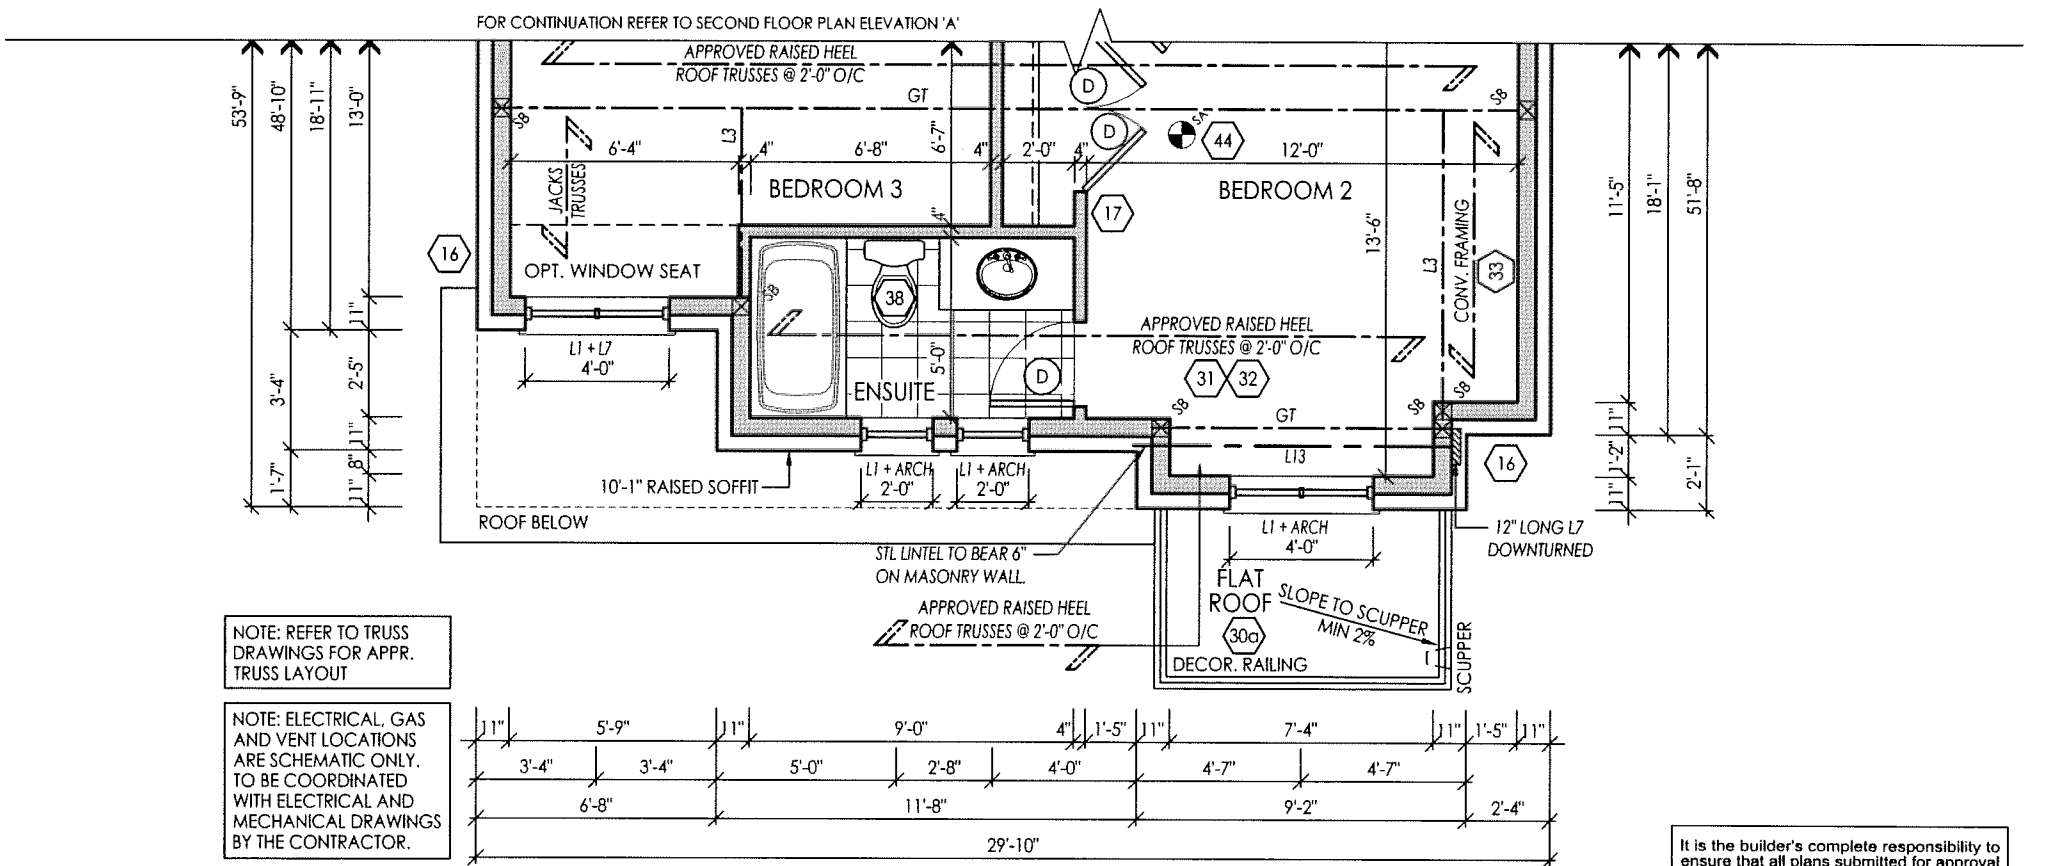 FOR CONTINUATION REFER TO SECOND FLOOR PLAN ELEVATION 'A'
53'-9"
48'-10"
18'-11"
13'-0"
APPROVED RAISED HEEL
ROOF TRUSSES @ 2'-0" O/C
GT
SB
SB
L3
6'-7"
D
D
SA
44
6'-4"
4"
6'-8"
4"
2'-0"
4"
12'-0"
JACKS
TRUSSES
BEDROOM 3
BEDROOM 2
4"
17
13'-6"
L3
CONV. FRAMING
33
11'-5"
18'-1"
51'-8"
16
OPT. WINDOW SEAT
SB
38
11"
L1 + L7
4'-0"
3'-4"
2'-5"
5'-0"
ENSUITE
D
APPROVED RAISED HEEL
ROOF TRUSSES @ 2'-0" O/C
31
32
SB
GT
SB
SB
L13
11"
8"
11"
1'-7"
11"
1'-2"
11"
2'-1"
16
10'-1" RAISED SOFFIT
L1 + ARCH
2'-0"
L1 + ARCH
2'-0"
ROOF BELOW
STL LINTEL TO BEAR 6"
ON MASONRY WALL.
L1 + ARCH
4'-0"
12" LONG L7
DOWNTURNED
FLAT
ROOF
30a
SLOPE TO SCUPPER
MIN 2%
SCUPPER
DECOR. RAILING
APPROVED RAISED HEEL
ROOF TRUSSES @ 2'-0" O/C
NOTE: REFER TO TRUSS
DRAWINGS FOR APPR.
TRUSS LAYOUT
NOTE: ELECTRICAL, GAS
AND VENT LOCATIONS
ARE SCHEMATIC ONLY.
TO BE COORDINATED
WITH ELECTRICAL AND
MECHANICAL DRAWINGS
BY THE CONTRACTOR.
11"
5'-9"
11"
9'-0"
4"
1'-5"
11"
7'-4"
11"
1'-5"
11"
3'-4"
3'-4"
5'-0"
2'-8"
4'-0"
4'-7"
4'-7"
6'-8"
11'-8"
9'-2"
2'-4"
29'-10"
It is the builder's complete responsibility to
ensure that all plans submitted for approval